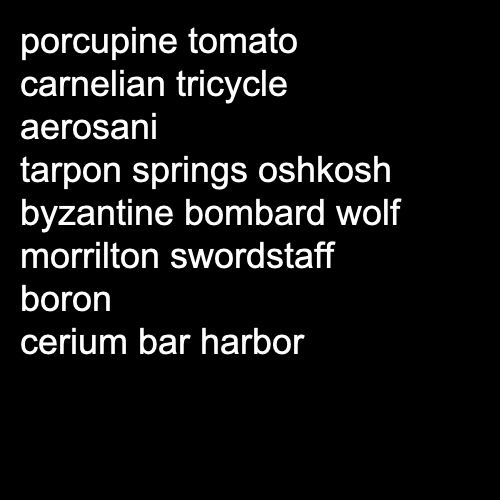 porcupine tomato
carnelian tricycle
aerosani
tarpon springs oshkosh
byzantine bombard wolf
morrilton swordstaff
boron
cerium bar harbor